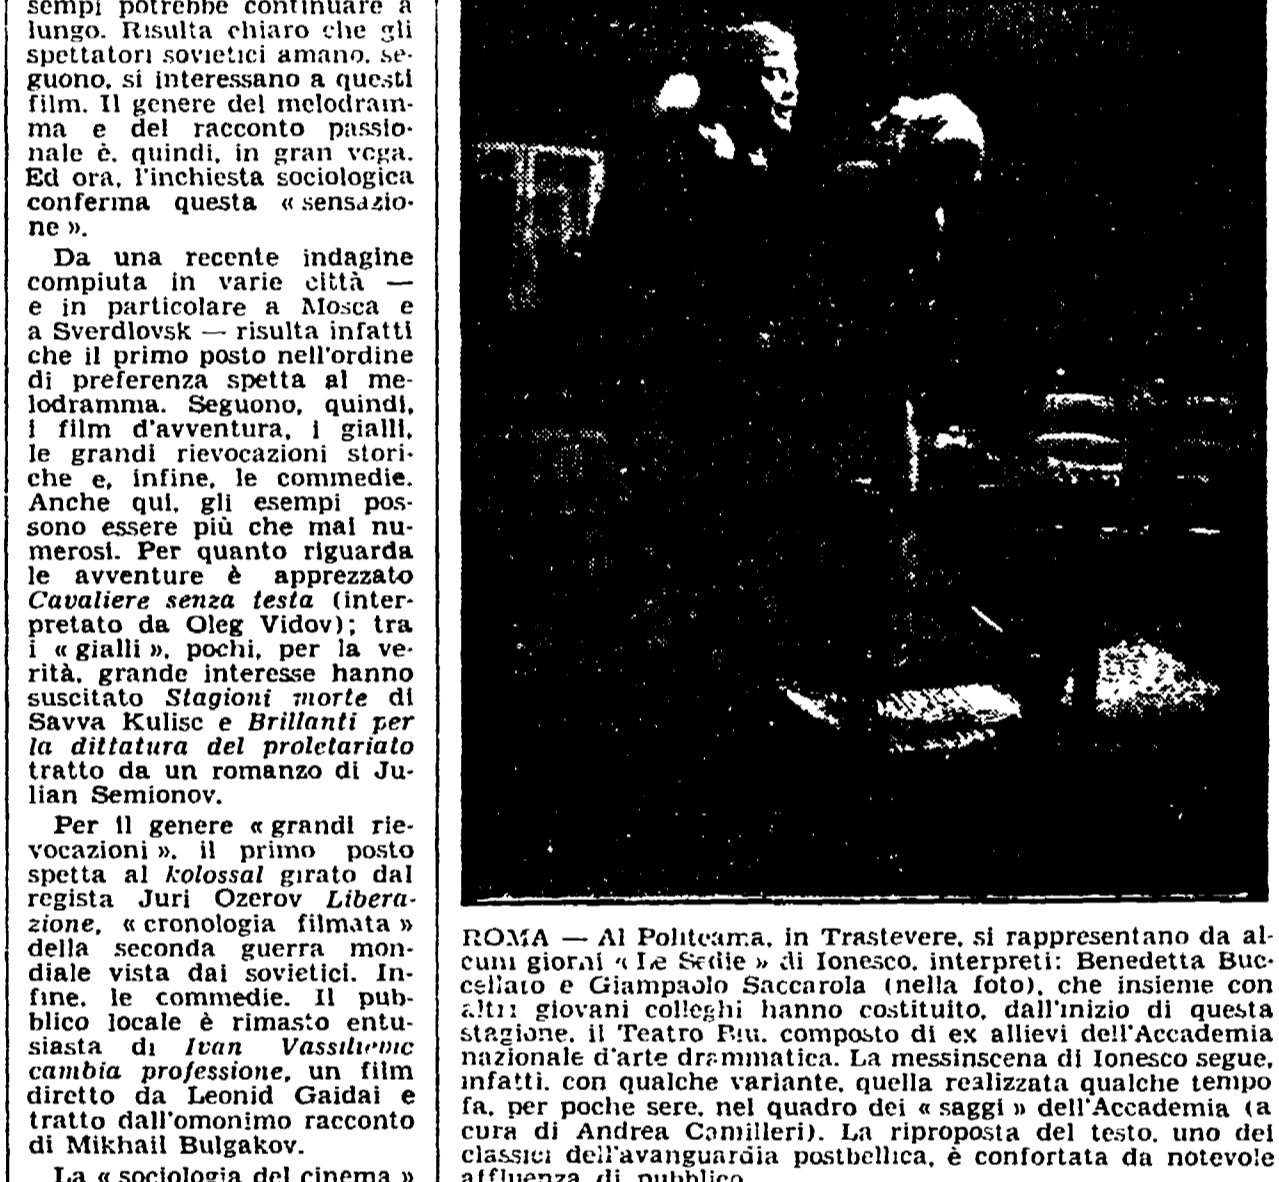 sempi potrebbe continuare a
lungo. Risulta chiaro che gli
spettatori sovietici amano, se-
guono, si interessano a questi
film. Il genere del melodram-
ma e del racconto passio-
nale è, quindi, in gran voga.
Ed ora, l'inchiesta sociologica
conferma questa « sensazio-
ne ».
Da una recente indagine
compiuta in varie città —
e in particolare a Mosca e
a Sverdlovsk — risulta infatti
che il primo posto nell'ordine
di preferenza spetta al me-
lodramma. Seguono, quindi,
i film d'avventura, i gialli,
le grandi rievocazioni stori-
che e, infine, le commedie.
Anche qui, gli esempi pos-
sono essere più che mai nu-
merosi. Per quanto riguarda
le avventure è apprezzato
Cavaliere senza testa (inter-
pretato da Oleg Vidov); tra
i « gialli », pochi, per la ve-
rità, grande interesse hanno
suscitato Stagioni morte di
Savva Kulisc e Brillanti per
la dittatura del proletariato
tratto da un romanzo di Ju-
lian Semionov.
Per il genere « grandi rie-
vocazioni », il primo posto
spetta al kolossal girato dal
regista Juri Ozerov Libera-
zione, « cronologia filmata »
della seconda guerra mon-
diale vista dai sovietici. In-
fine, le commedie. Il pub-
blico locale è rimasto entu-
siasta di Ivan Vassilievic
cambia professione, un film
diretto da Leonid Gaidai e
tratto dall'omonimo racconto
di Mikhail Bulgakov.
La « sociologia del cinema »
ROMA — Al Politeama, in Trastevere, si rappresentano da al-
cuni giorni « Le Sedie » di Ionesco, interpreti: Benedetta Buc-
cellato e Giampaolo Saccarola (nella foto), che insieme con
altri giovani colleghi hanno costituito, dall'inizio di questa
stagione, il Teatro Più, composto di ex allievi dell'Accademia
nazionale d'arte drammatica. La messinscena di Ionesco segue,
infatti, con qualche variante, quella realizzata qualche tempo
fa, per poche sere, nel quadro dei « saggi » dell'Accademia (a
cura di Andrea Camilleri). La riproposta del testo, uno dei
classici dell'avanguardia postbellica, è confortata da notevole
affluenza di pubblico